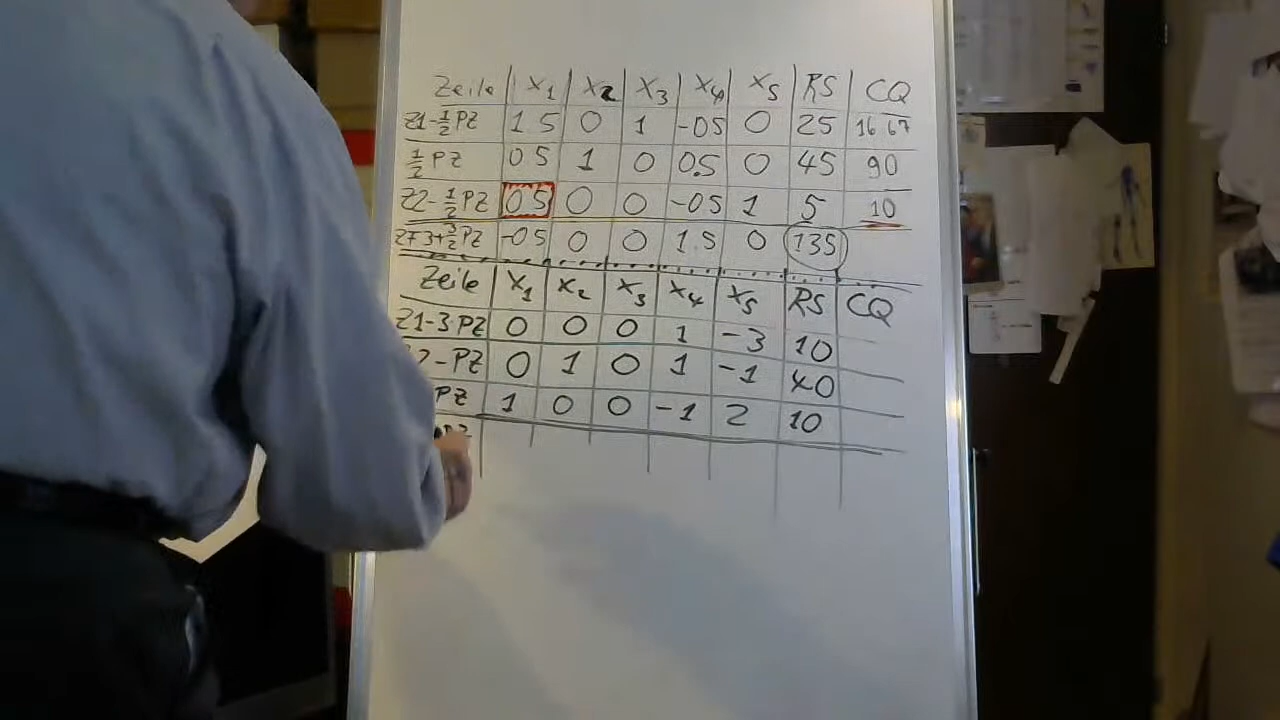 Zeile x1 x2 x3 x4 x5 RS CQ
Z1-½PZ 1 5 0 1 -0 5 0 25 16 67
½PZ 0 5 1 0 0.5 0 45 90
Z2-½PZ 0 5 0 0 -0 5 1 5 10
ZF3+3/2PZ -0 5 0 0 1.5 0 135
Zeile x1 x2 x3 x4 x5 RS CQ
Z1-3·PZ 0 0 0 1 -3 10
2-PZ 0 1 0 1 -1 40
PZ 1 0 0 -1 2 10
PZ